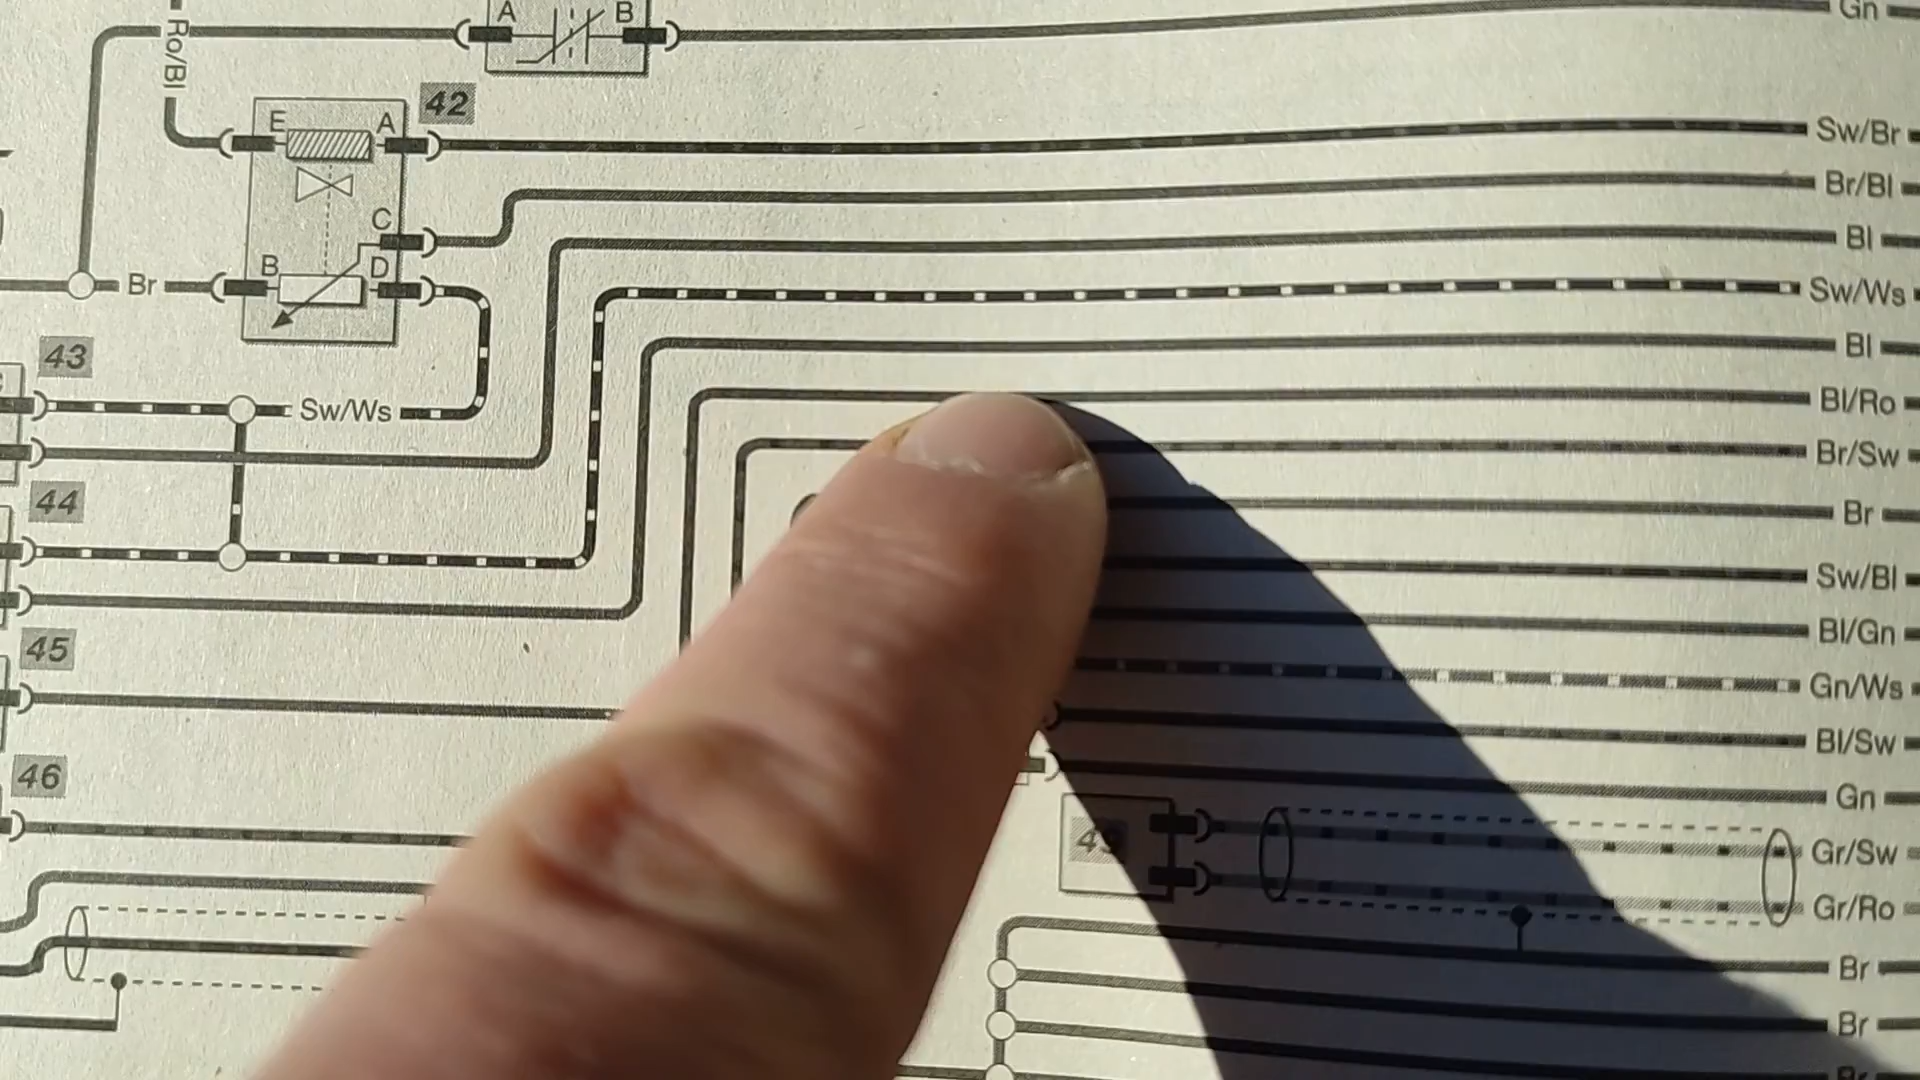 A B
Gn
Ro/Bl
42
E A
Sw/Br
Br/Bl
C
Bl
B D
Br
Sw/Ws
43
Bl
Sw/Ws
Bl/Ro
Br/Sw
44
Br
Sw/Bl
45
Bl/Gn
Gn/Ws
Bl/Sw
46
Gn
Gr/Sw
Gr/Ro
Br
Br